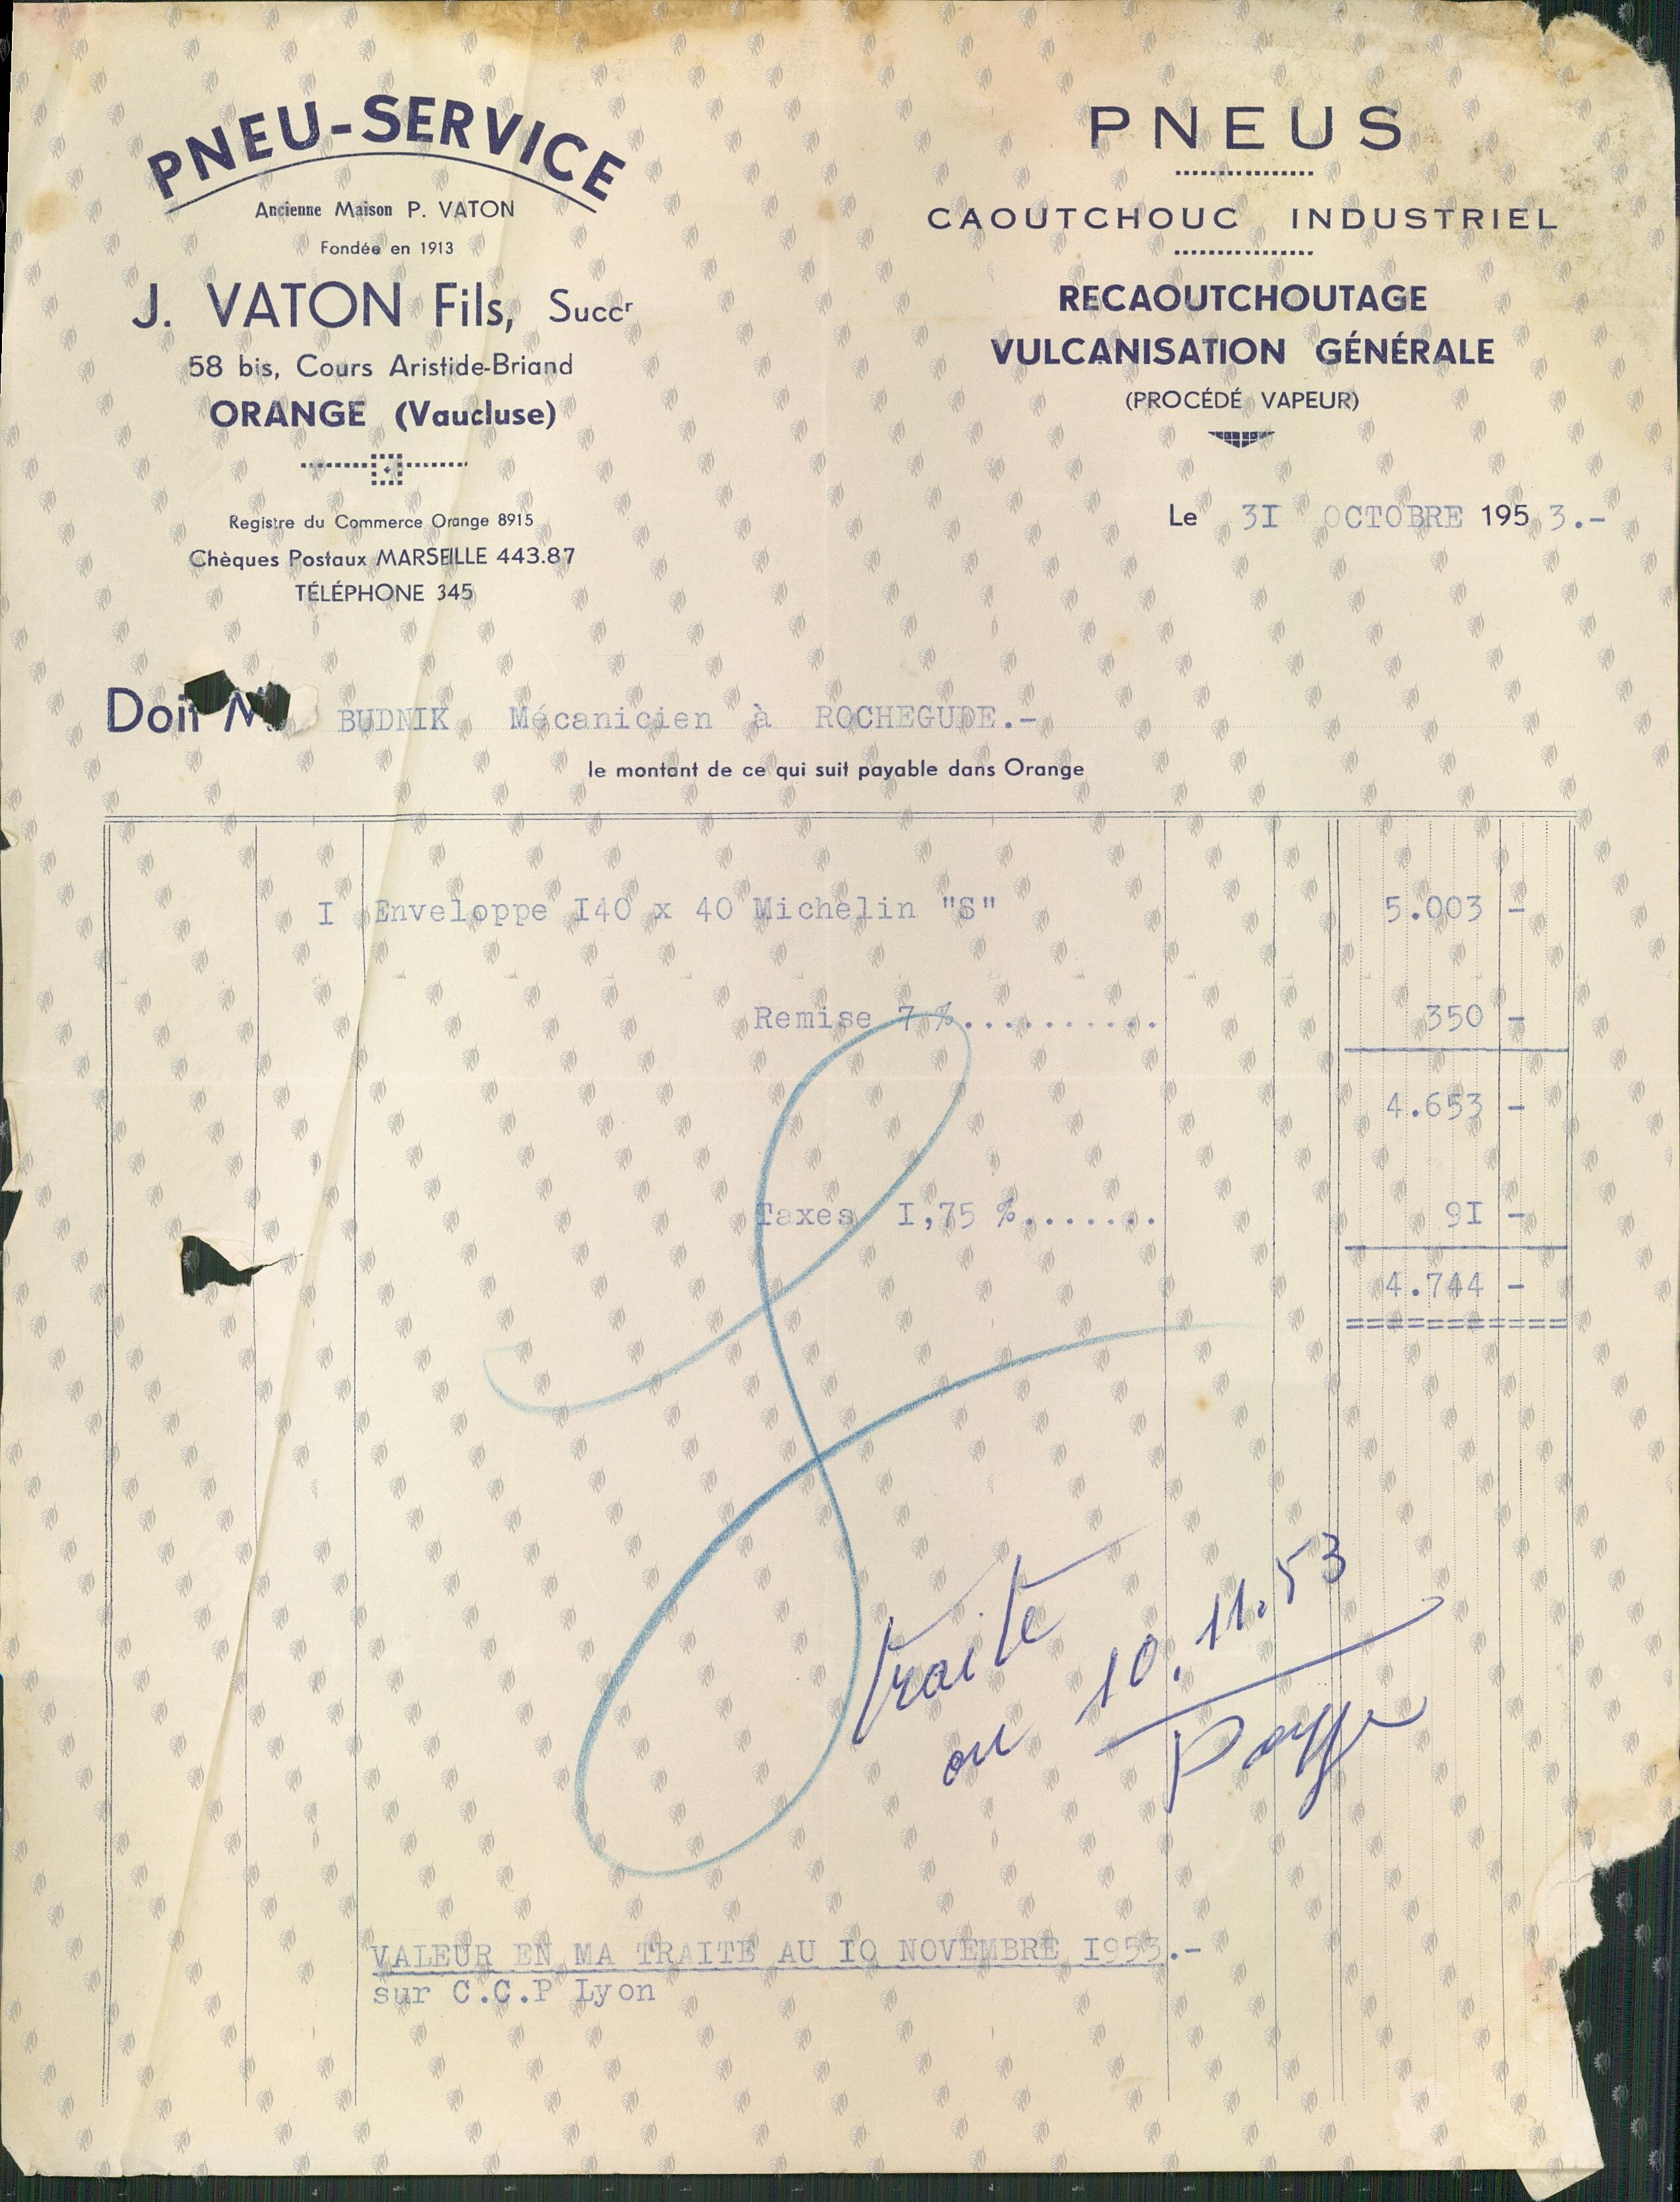 PNEU-SERVICE
Ancienne Maison P. VATON
Fondée en 1913
J. VATON Fils, Succr
58 bis, Cours Aristide-Briand
ORANGE (Vaucluse)
Registre du Commerce Orange 8915
Chèques Postaux MARSEILLE 443.87
TÉLÉPHONE 345
PNEUS
CAOUTCHOUC INDUSTRIEL
RECAOUTCHOUTAGE
VULCANISATION GÉNÉRALE
(PROCÉDÉ VAPEUR)
Le 3I OCTOBRE 1953.-
Doit M BUDNIK Mécanicien à ROCHEGUDE.-
le montant de ce qui suit payable dans Orange
I Enveloppe I40 x 40 Michelin "S" 5.003 -
Remise 7 %.......... 350 -
4.653 -
Taxes I,75 %....... 9I -
4.744 -
===========
traite
au 10.11.53
VALEUR EN MA TRAITE AU IO NOVEMBRE I953.-
sur C.C.P Lyon